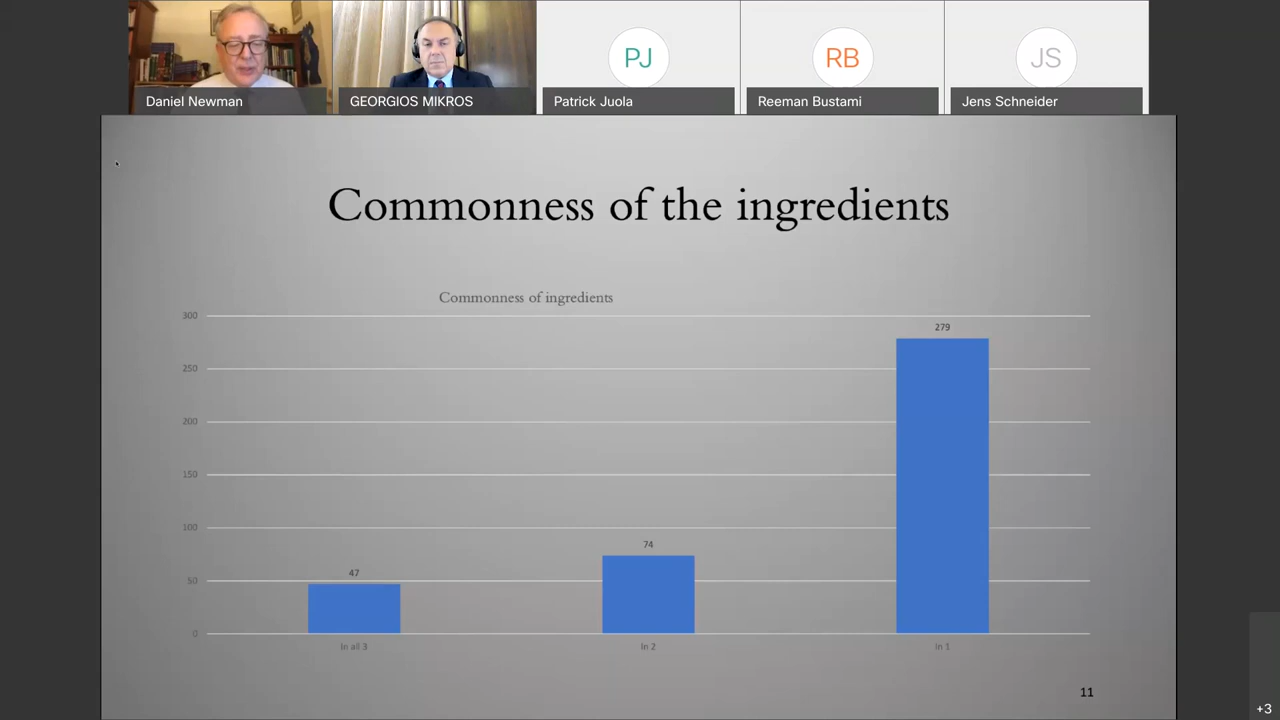 PJ
RB
JS
Daniel Newman
GEORGIOS MIKROS
Patrick Juola
Reeman Bustami
Jens Schneider
Commonness of the ingredients
Commonness of ingredients
300
250
200
150
100
50
0
47
74
279
In all 3
In 2
In 1
11
+3